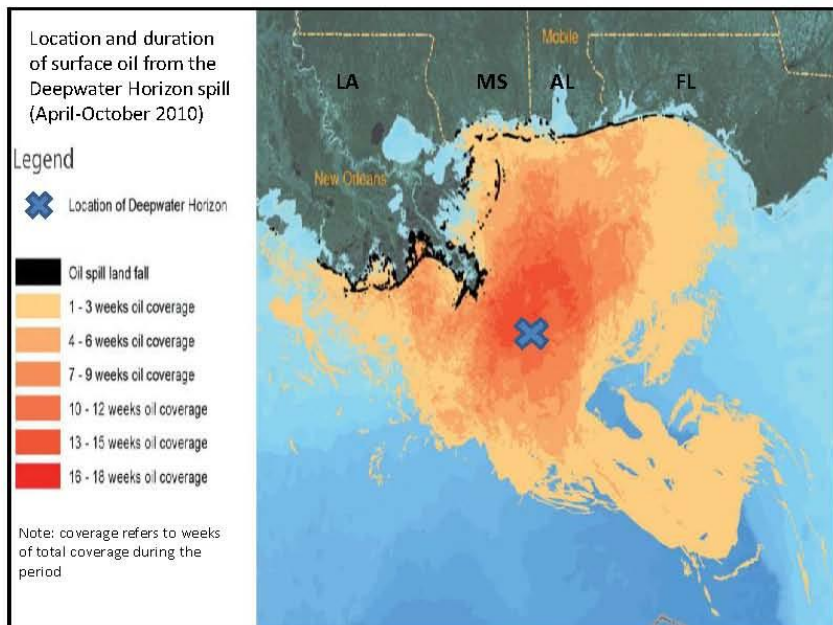 Location and duration
of surface oil from the
Deepwater Horizon spill
(April-October 2010)
Legend
Location of Deepwater Horizon
Oil spill land fall
1 - 3 weeks oil coverage
4 - 6 weeks oil coverage
7 - 9 weeks oil coverage
10 - 12 weeks oil coverage
13 - 15 weeks oil coverage
16 - 18 weeks oil coverage
Note: coverage refers to weeks
of total coverage during the
period
Mobile
LA MS AL FL
New Orleans